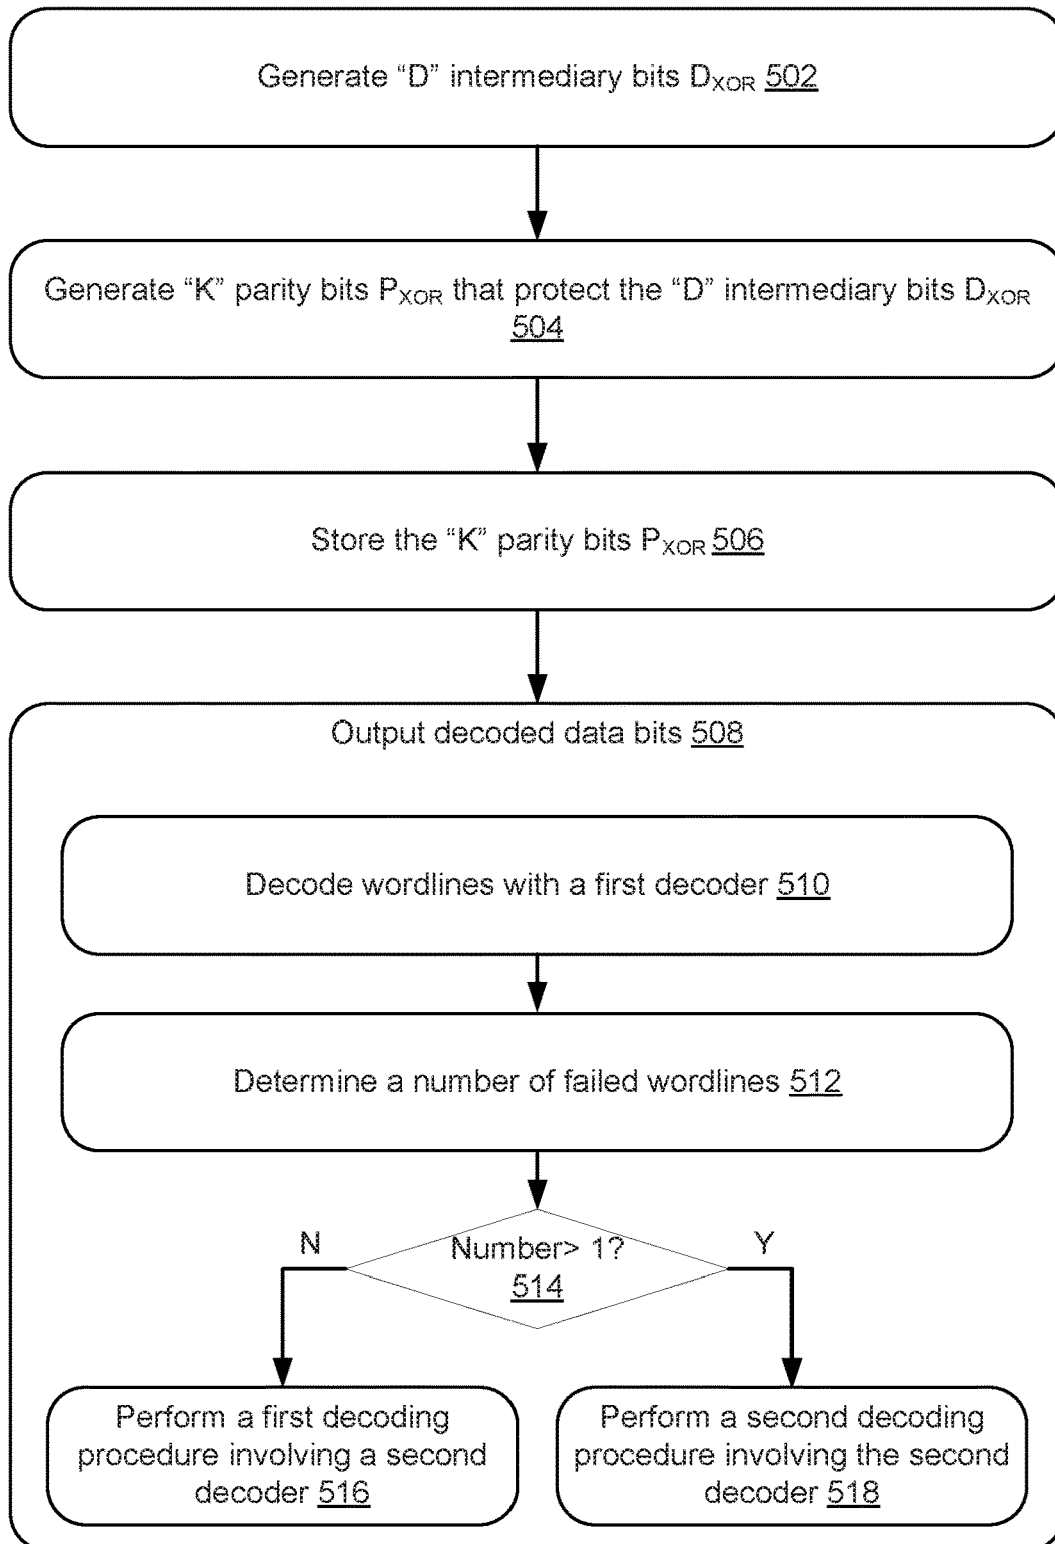 Generate “D” intermediary bits DXOR 502
Generate “K” parity bits PXOR that protect the “D” intermediary bits DXOR
504
Store the “K” parity bits PXOR 506
Output decoded data bits 508
Decode wordlines with a first decoder 510
Determine a number of failed wordlines 512
N
Number> 1?
Y
514
Perform a first decoding
procedure involving a second
decoder 516
Perform a second decoding
procedure involving the second
decoder 518